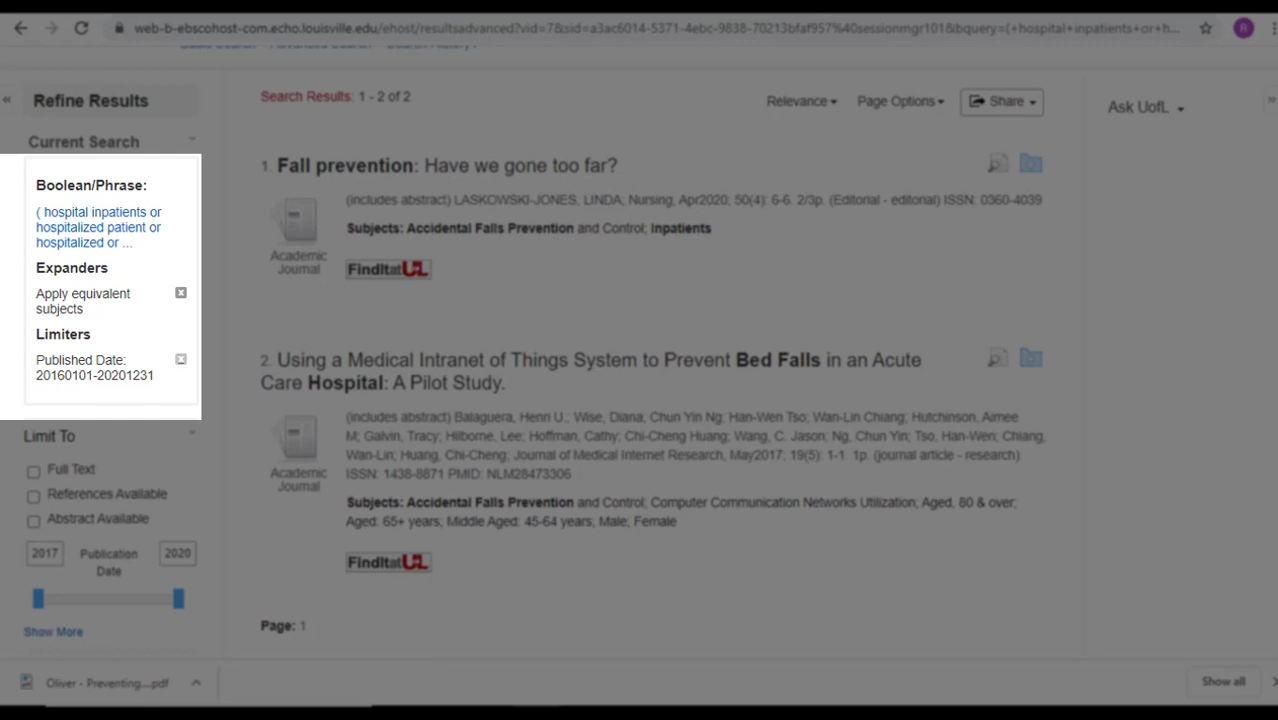 web-b-ebscohost-com.echo.louisville.edu/ehost/resultsadvanced?vid=7&sid=a3ac6014-5371-4ebc-9838-70213bfaf957%40sessionmgr101&bquery=(+hospital+inpatients+or+h...
R
Refine Results
Current Search
Boolean/Phrase:
( hospital inpatients or
hospitalized patient or
hospitalized or ...
Expanders
Apply equivalent
subjects
Limiters
Published Date:
20160101-20201231
Limit To
Full Text
References Available
Abstract Available
2017 Publication 2020
Date
Show More
Search Results: 1 - 2 of 2
Relevance
Page Options
Share
1. Fall prevention: Have we gone too far?
(includes abstract) LASKOWSKI-JONES, LINDA; Nursing, Apr2020; 50(4): 6-6. 2/3p. (Editorial - editorial) ISSN: 0360-4039
Subjects: Accidental Falls Prevention and Control; Inpatients
Academic
Journal
FindItatUL
2. Using a Medical Intranet of Things System to Prevent Bed Falls in an Acute
Care Hospital: A Pilot Study.
(includes abstract) Balaguera, Henri U.; Wise, Diana; Chun Yin Ng; Han-Wen Tso; Wan-Lin Chiang; Hutchinson, Aimee
M; Galvin, Tracy; Hilborne, Lee; Hoffman, Cathy; Chi-Cheng Huang; Wang, C. Jason; Ng, Chun Yin; Tso, Han-Wen; Chiang,
Wan-Lin; Huang, Chi-Cheng; Journal of Medical Internet Research, May2017; 19(5): 1-1. 1p. (journal article - research)
ISSN: 1438-8871 PMID: NLM28473306
Academic
Journal
Subjects: Accidental Falls Prevention and Control; Computer Communication Networks Utilization; Aged, 80 & over;
Aged: 65+ years; Middle Aged: 45-64 years; Male; Female
FindItatUL
Page: 1
Ask UofL
Oliver - Preventing....pdf
Show all